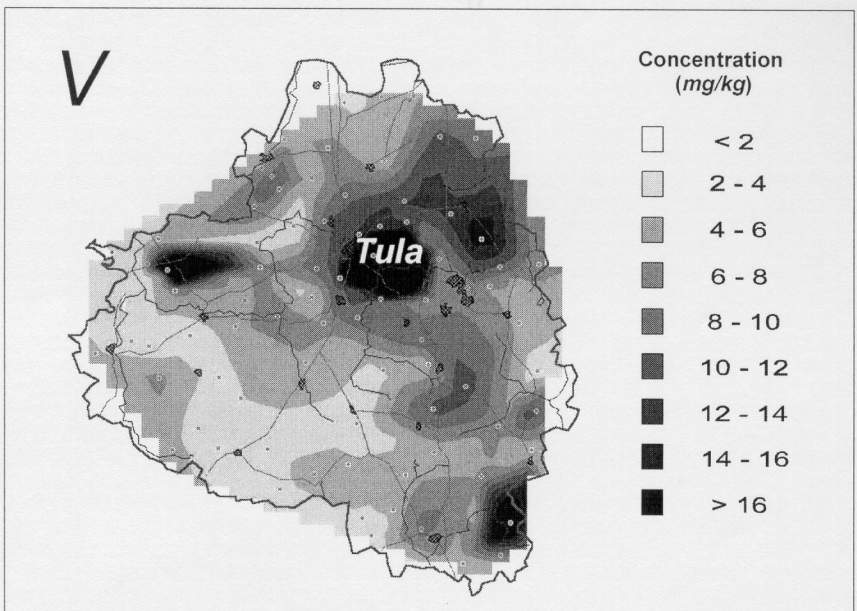 V
Tula
Concentration
(mg/kg)
< 2
2 - 4
4 - 6
6 - 8
8 - 10
10 - 12
12 - 14
14 - 16
> 16